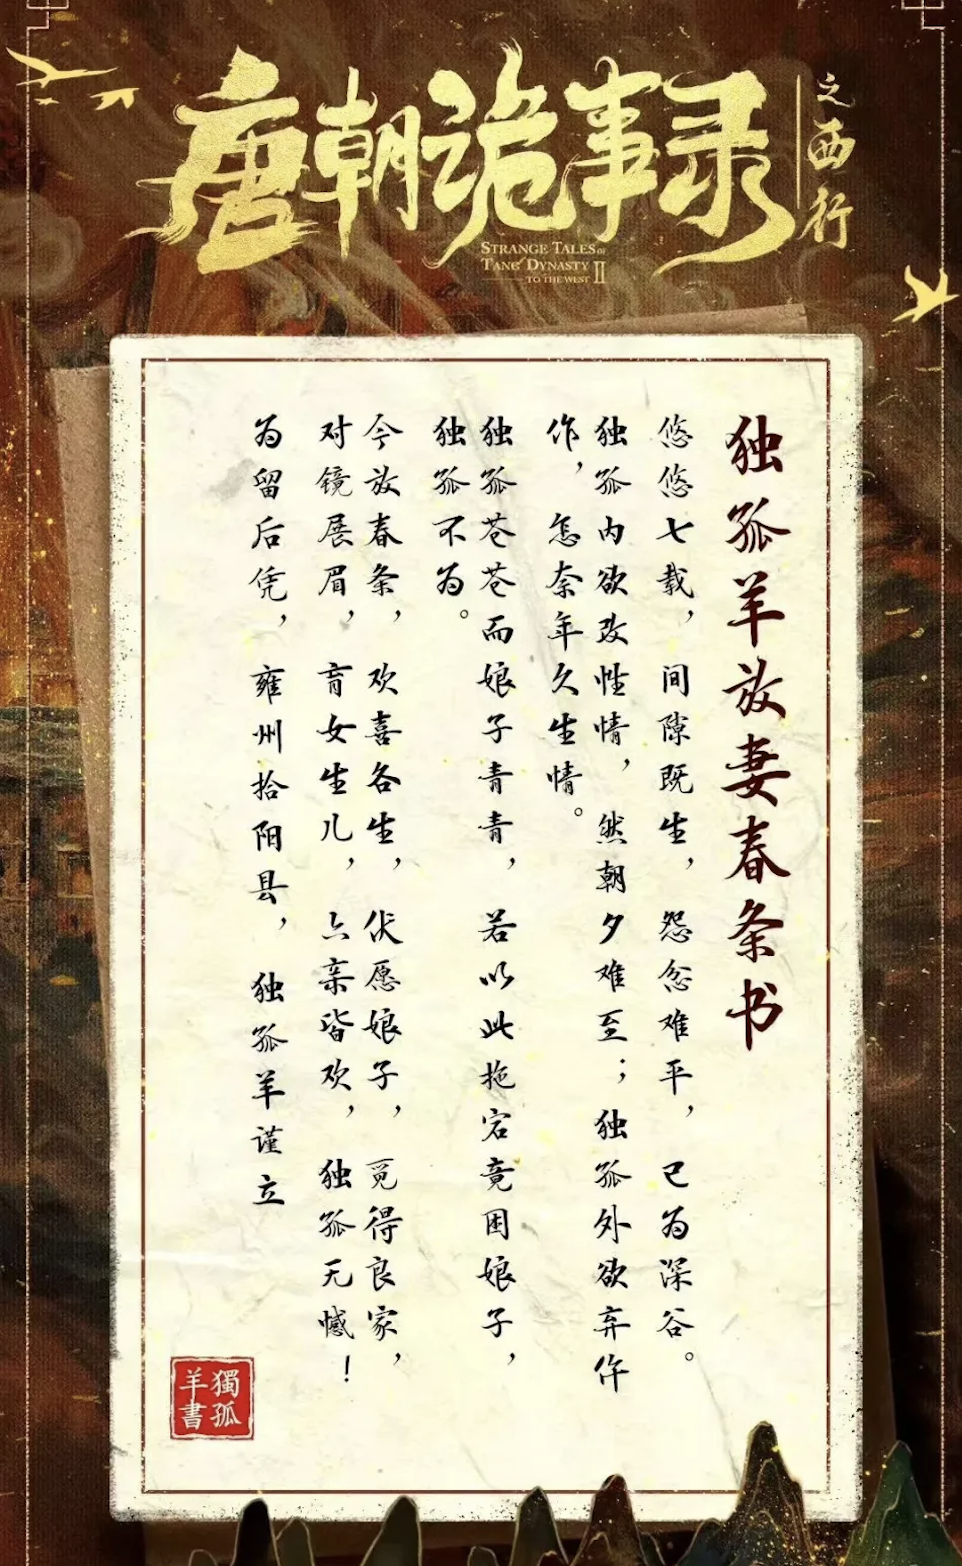 唐朝诡事录
之西行
STRANGE TALES OF
TANG DYNASTY II
TO THE WEST
独孤羊放妻春条书
悠悠七载，间隙既生，怨忿难平，已为深谷。
独孤内欲改性情，然朝夕难至；独孤外欲弃仵
作，怎奈年久生情。
独孤苍苍而娘子青青，若以此拖宕竟困娘子，
独孤不为。
今放春条，欢喜各生，伏愿娘子，觅得良家，
对镜展眉，育女生儿，六亲皆欢，独孤无憾！
为留后凭，雍州拾阳县，独孤羊谨立
獨孤
羊書